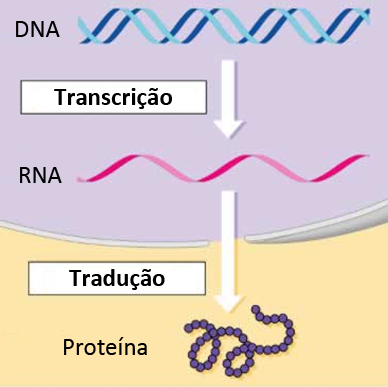 DNA
Transcrição
RNA
Tradução
Proteína